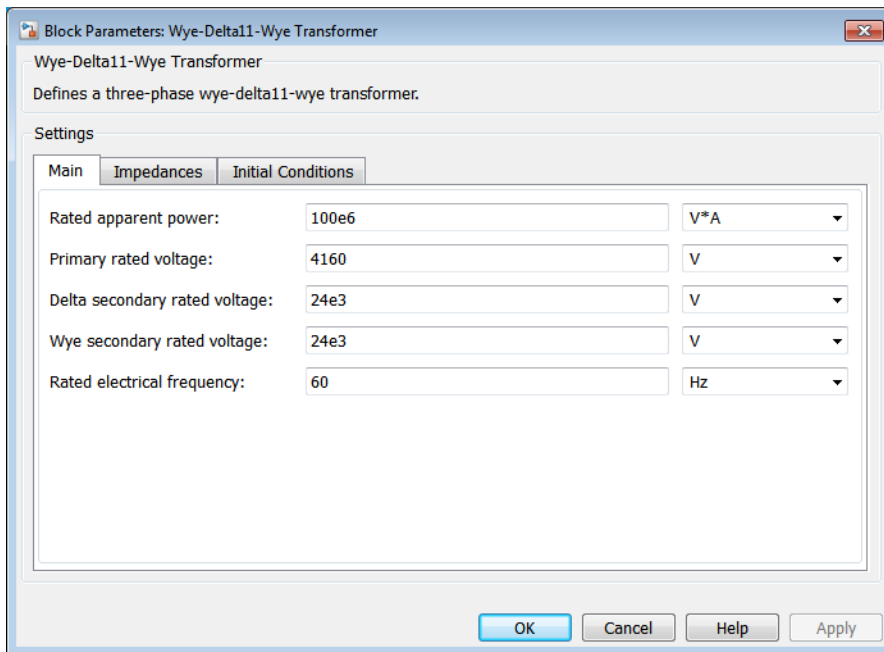 Block Parameters: Wye-Delta11-Wye Transformer
Wye-Delta11-Wye Transformer
Defines a three-phase wye-delta11-wye transformer.
Settings
Main Impedances Initial Conditions
Rated apparent power: 100e6 V*A
Primary rated voltage: 4160 V
Delta secondary rated voltage: 24e3 V
Wye secondary rated voltage: 24e3 V
Rated electrical frequency: 60 Hz
OK Cancel Help Apply